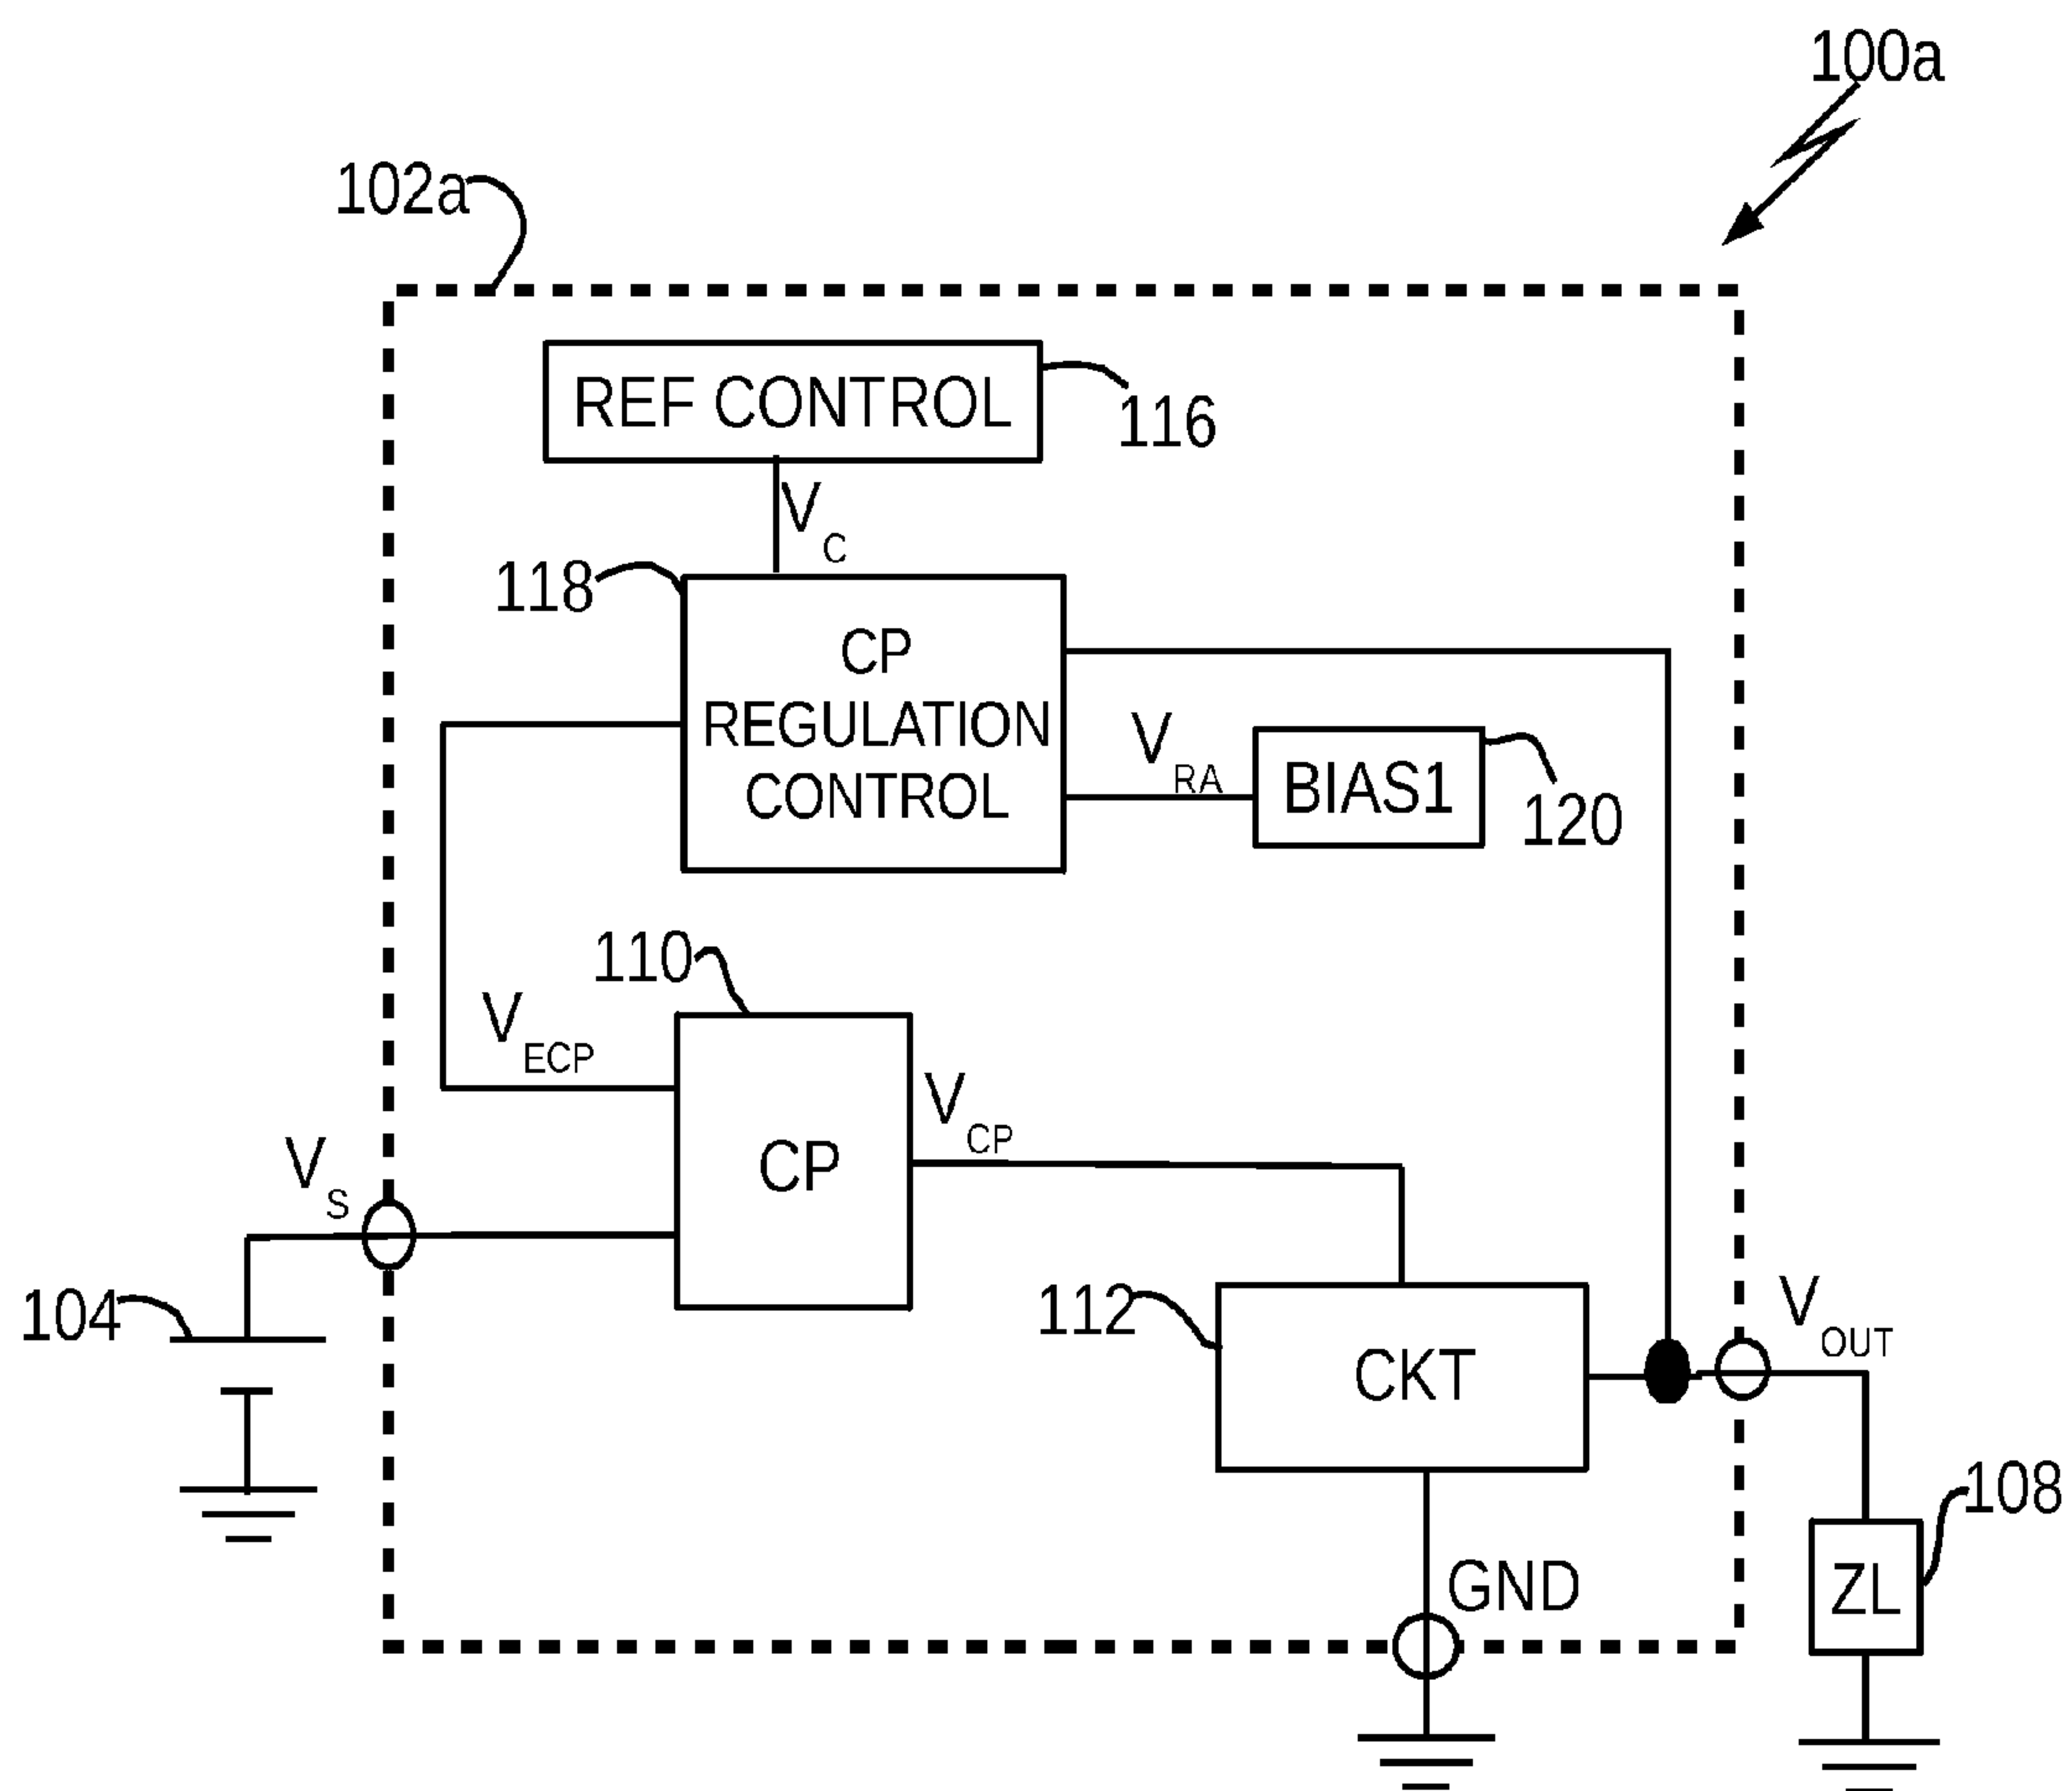 100a
102a
REF CONTROL
116
VC
118
CP
REGULATION
CONTROL
VRA
BIAS1
120
110
VECP
CP
VCP
VS
104
112
CKT
VOUT
108
GND
ZL